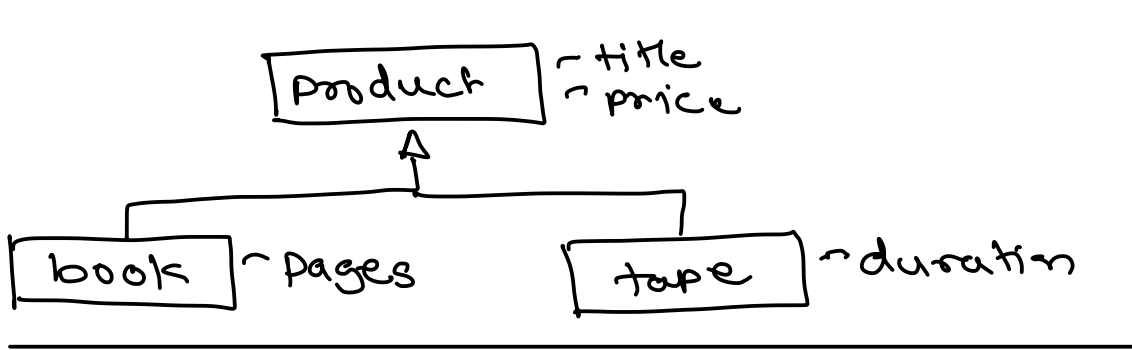 product
- title
- price
book
- pages
tape
- duration